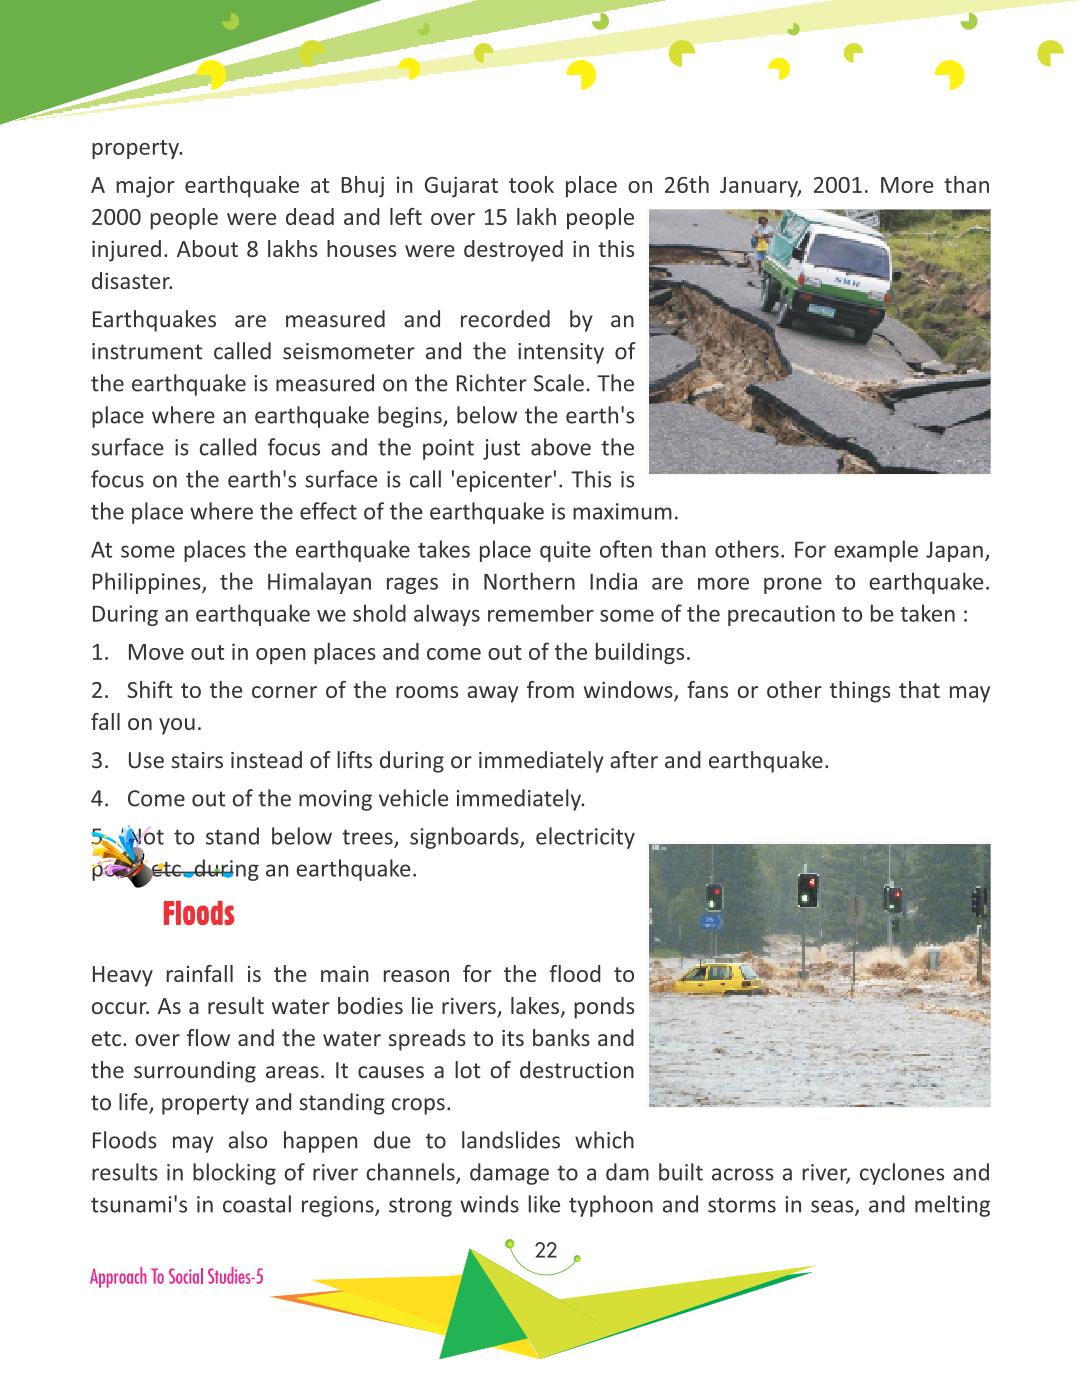 property.
A major earthquake at Bhuj in Gujarat took place on 26th January, 2001. More than
2000 people were dead and left over 15 lakh people
injured. About 8 lakhs houses were destroyed in this
disaster.
Earthquakes are measured and recorded by an
instrument called seismometer and the intensity of
the earthquake is measured on the Richter Scale. The
place where an earthquake begins, below the earth's
surface is called focus and the point just above the
focus on the earth's surface is call 'epicenter'. This is
the place where the effect of the earthquake is maximum.
At some places the earthquake takes place quite often than others. For example Japan,
Philippines, the Himalayan rages in Northern India are more prone to earthquake.
During an earthquake we shold always remember some of the precaution to be taken :
1. Move out in open places and come out of the buildings.
2. Shift to the corner of the rooms away from windows, fans or other things that may
fall on you.
3. Use stairs instead of lifts during or immediately after and earthquake.
4. Come out of the moving vehicle immediately.
5. Not to stand below trees, signboards, electricity
etc. during an earthquake.
Floods
Heavy rainfall is the main reason for the flood to
occur. As a result water bodies lie rivers, lakes, ponds
etc. over flow and the water spreads to its banks and
the surrounding areas. It causes a lot of destruction
to life, property and standing crops.
Floods may also happen due to landslides which
results in blocking of river channels, damage to a dam built across a river, cyclones and
tsunami's in coastal regions, strong winds like typhoon and storms in seas, and melting
22
Approach To Social Studies-5